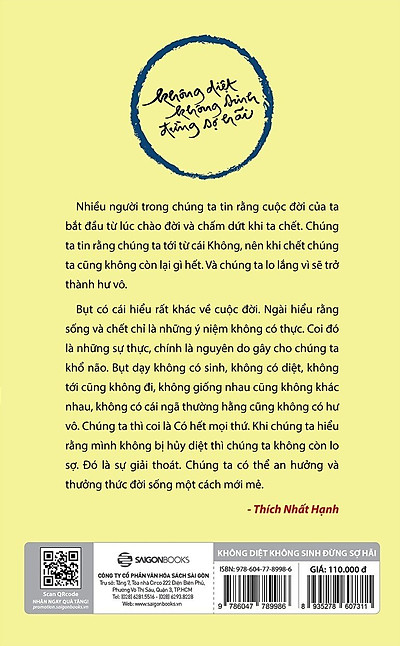 không diệt
không sinh
đừng sợ hãi
Nhiều người trong chúng ta tin rằng cuộc đời của ta
bắt đầu từ lúc chào đời và chấm dứt khi ta chết. Chúng
ta tin rằng chúng ta tới từ cái Không, nên khi chết chúng
ta cũng không còn lại gì hết. Và chúng ta lo lắng vì sẽ trở
thành hư vô.
Bụt có cái hiểu rất khác về cuộc đời. Ngài hiểu rằng
sống và chết chỉ là những ý niệm không có thực. Coi đó
là những sự thực, chính là nguyên do gây cho chúng ta
khổ não. Bụt dạy không có sinh, không có diệt, không
tới cũng không đi, không giống nhau cũng không khác
nhau, không có cái ngã thường hằng cũng không có hư
vô. Chúng ta thì coi là Có hết mọi thứ. Khi chúng ta hiểu
rằng mình không bị hủy diệt thì chúng ta không còn lo
sợ. Đó là sự giải thoát. Chúng ta có thể an hưởng và
thưởng thức đời sống một cách mới mẻ.
- Thích Nhất Hạnh
Scan QRcode
NHẬN NGAY QUÀ TẶNG!
promotion.saigonbooks.vn
SAIGONBOOKS
CÔNG TY CỔ PHẦN VĂN HÓA SÁCH SÀI GÒN
Trụ sở: Tầng 7, Tòa nhà Orico 222 Điện Biên Phủ,
Phường Võ Thị Sáu, Quận 3, TP.HCM
Tel: (028) 6281.5516 - (028) 6293.8228
Web: www.saigonbooks.vn
KHÔNG DIỆT KHÔNG SINH ĐỪNG SỢ HÃI
ISBN: 978-604-77-8998-6
9 786047 789986
GIÁ: 110.000 đ
8 935278 607311